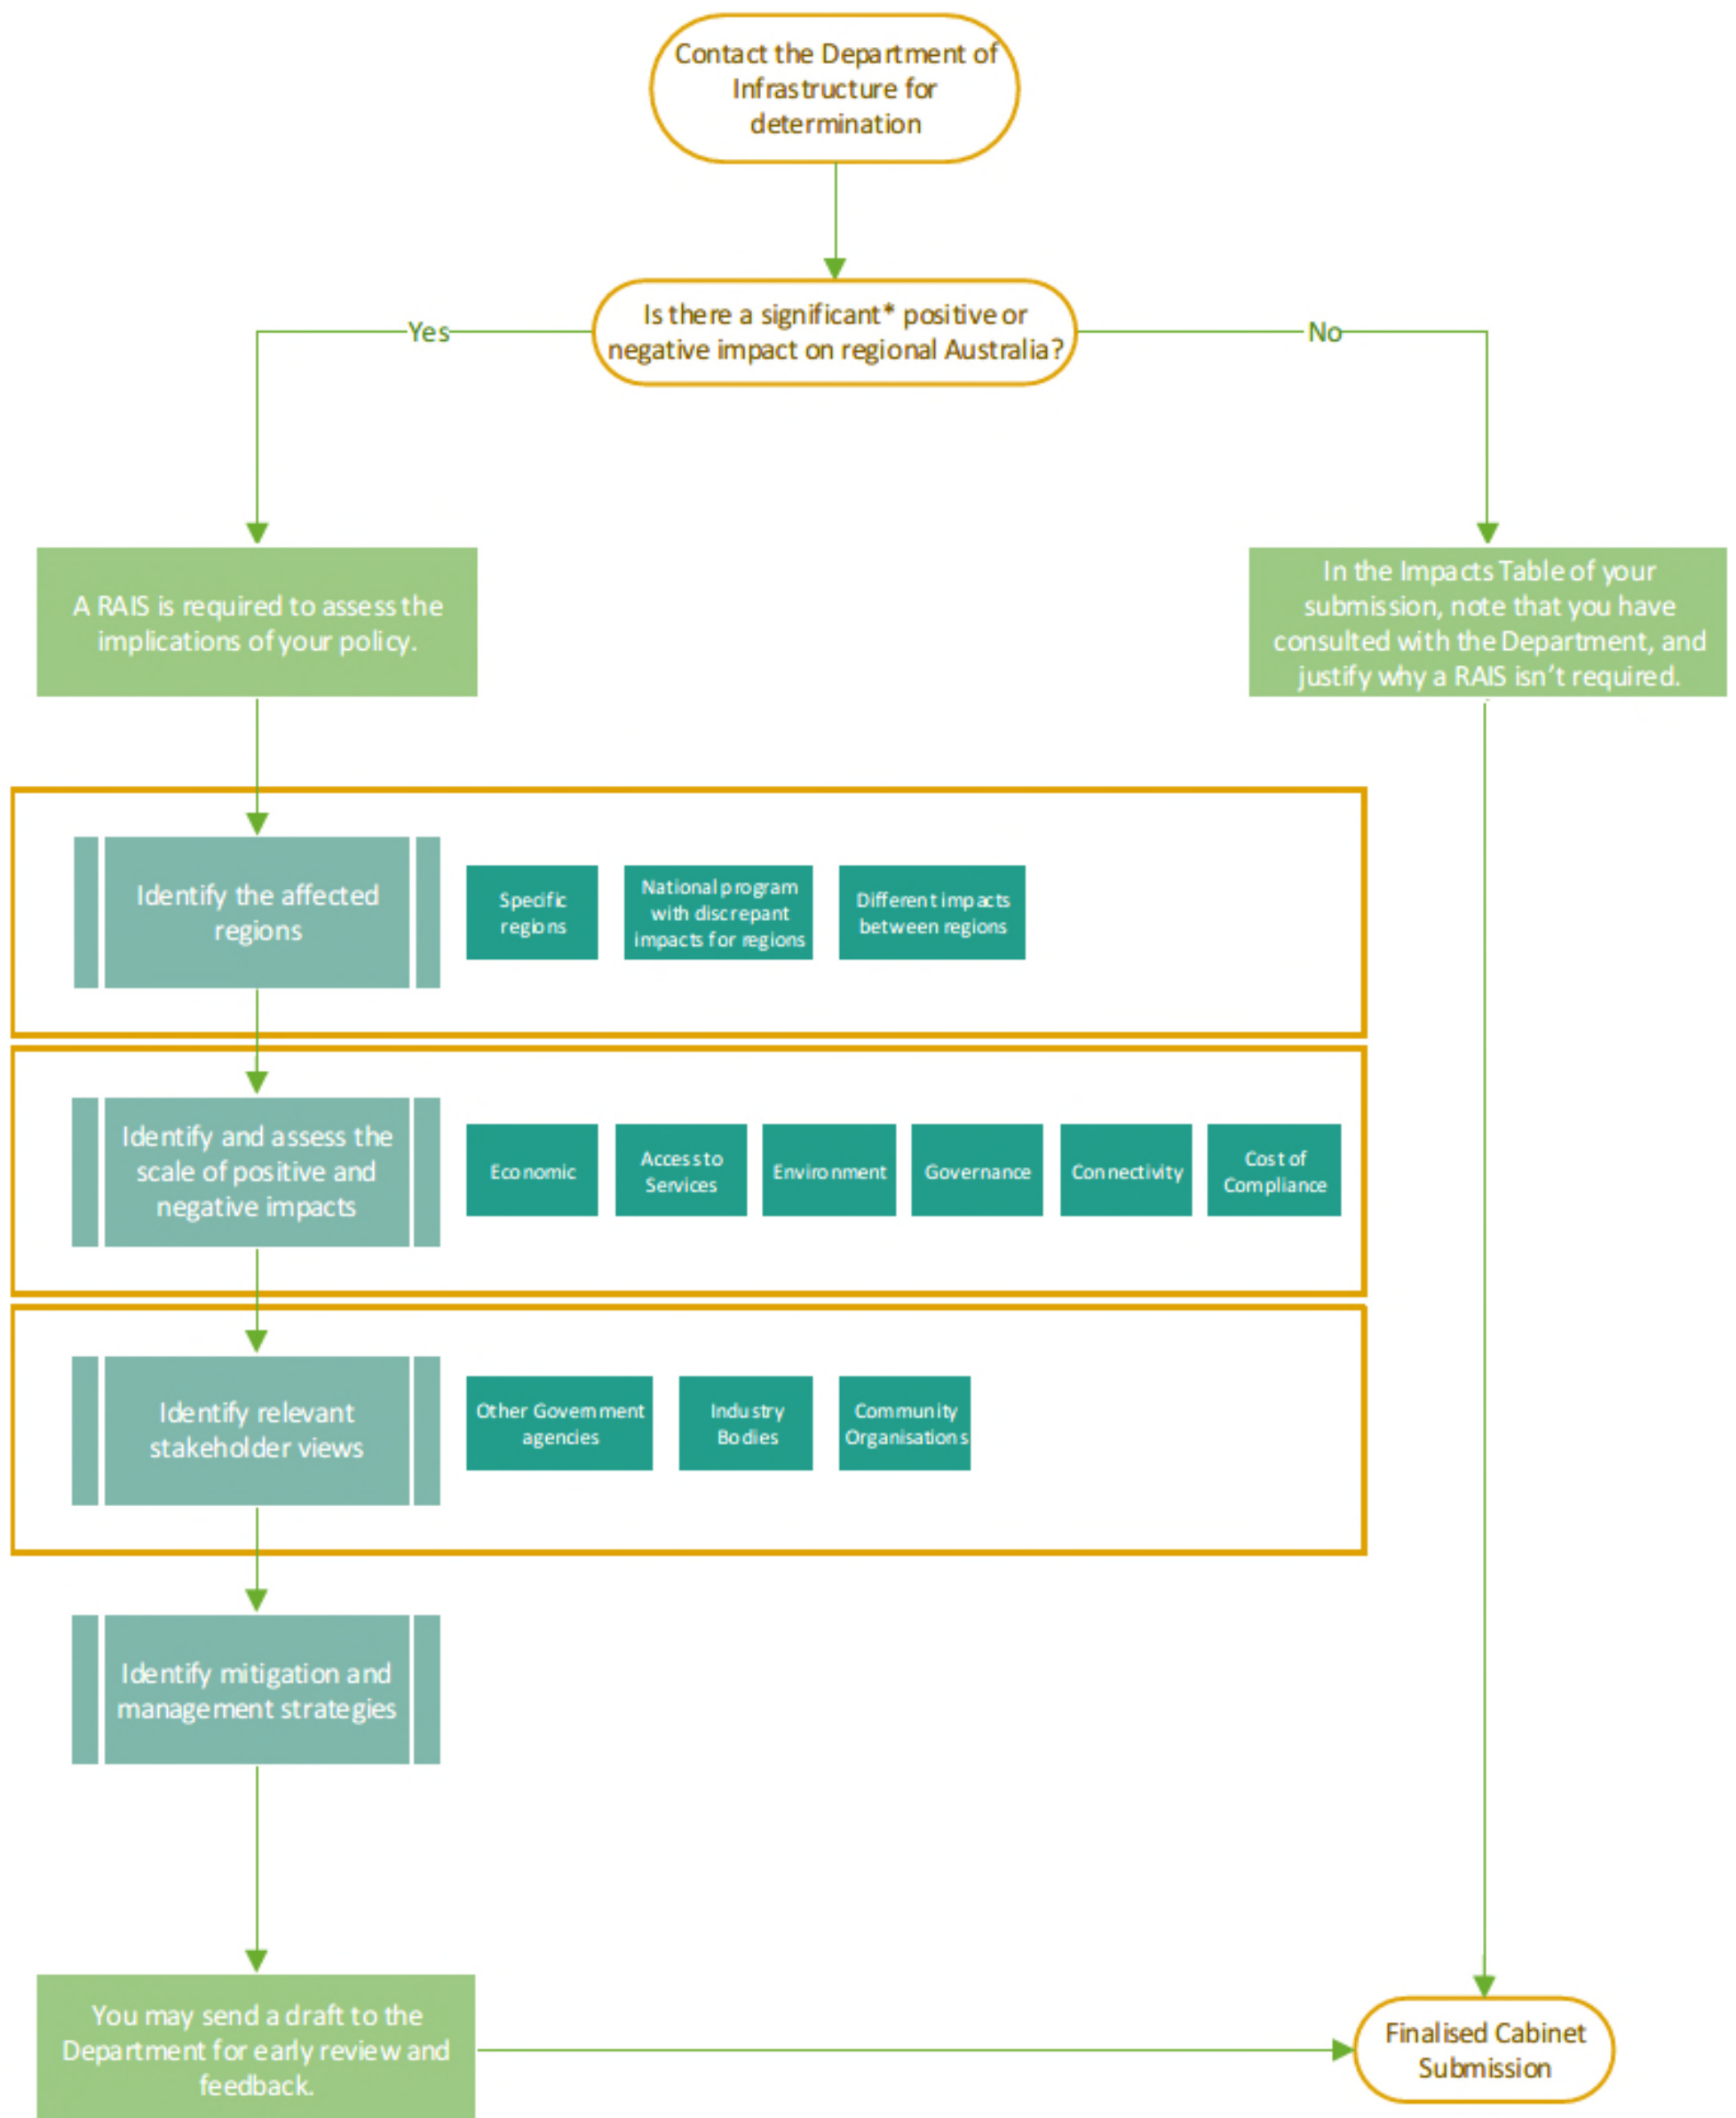 Contact the Department of
Infrastructure for
determination
Is there a significant* positive or
negative impact on regional Australia?
Yes
No
A RAIS is required to assess the
implications of your policy.
In the Impacts Table of your
submission, note that you have
consulted with the Department, and
justify why a RAIS isn't required.
Identify the affected
regions
Specific
regions
National program
with discrepant
impacts for regions
Different impacts
between regions
Identify and assess the
scale of positive and
negative impacts
Economic
Access to
Services
Environment
Governance
Connectivity
Cost of
Compliance
Identify relevant
stakeholder views
Other Government
agencies
Industry
Bodies
Community
Organisations
Identify mitigation and
management strategies
You may send a draft to the
Department for early review and
feedback.
Finalised Cabinet
Submission